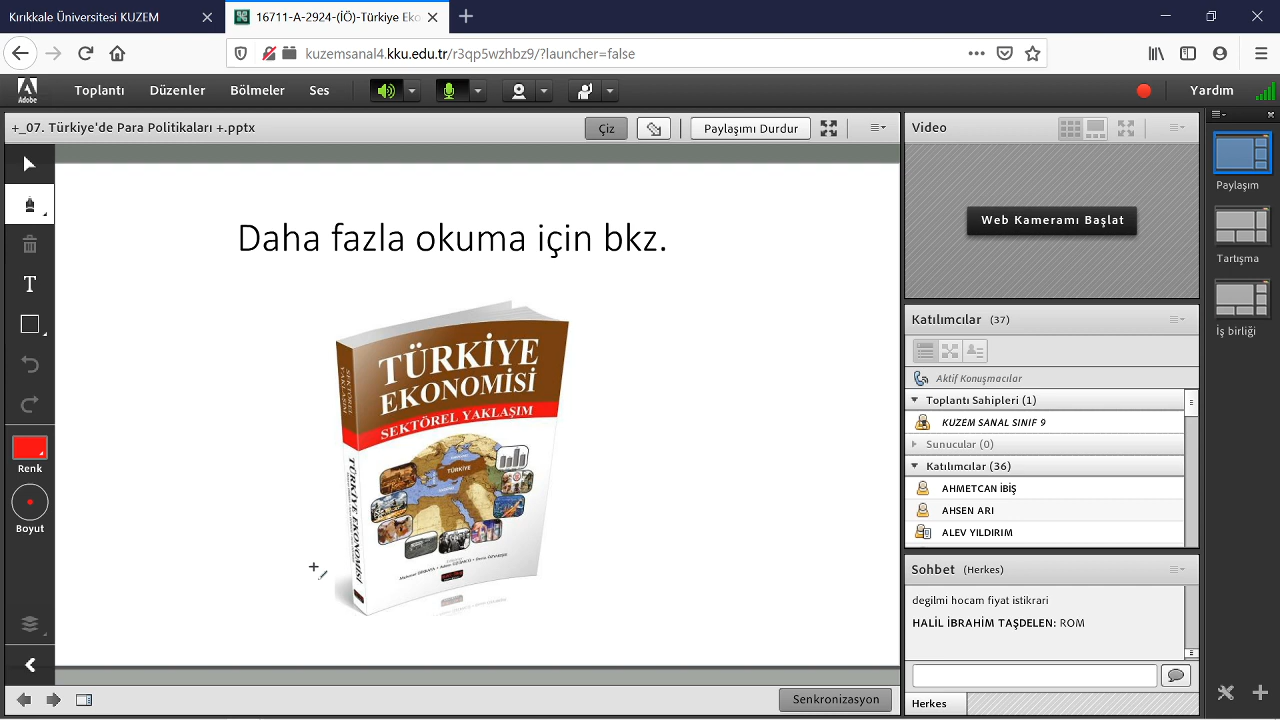 Kırıkkale Üniversitesi KUZEM
16711-A-2924-(İÖ)-Türkiye Eko
kuzemsanal4.kku.edu.tr/r3qp5wzhbz9/?launcher=false
Adobe
Toplantı
Düzenler
Bölmeler
Ses
Yardım
+_07. Türkiye'de Para Politikaları +.pptx
Çiz
Paylaşımı Durdur
Renk
Boyut
Daha fazla okuma için bkz.
TÜRKİYE
EKONOMİSİ
SEKTÖREL YAKLAŞIM
TÜRKİYE
TÜRKİYE EKONOMİSİ
SEKTÖREL
YAKLAŞIM
Senkronizasyon
Video
Web Kameramı Başlat
Katılımcılar (37)
Aktif Konuşmacılar
Toplantı Sahipleri (1)
KUZEM SANAL SINIF 9
Sunucular (0)
Katılımcılar (36)
AHMETCAN İBİŞ
AHSEN ARI
ALEV YILDIRIM
Sohbet (Herkes)
degilmi hocam fiyat istikrari
HALİL İBRAHİM TAŞDELEN: ROM
Herkes
Paylaşım
Tartışma
İş birliği